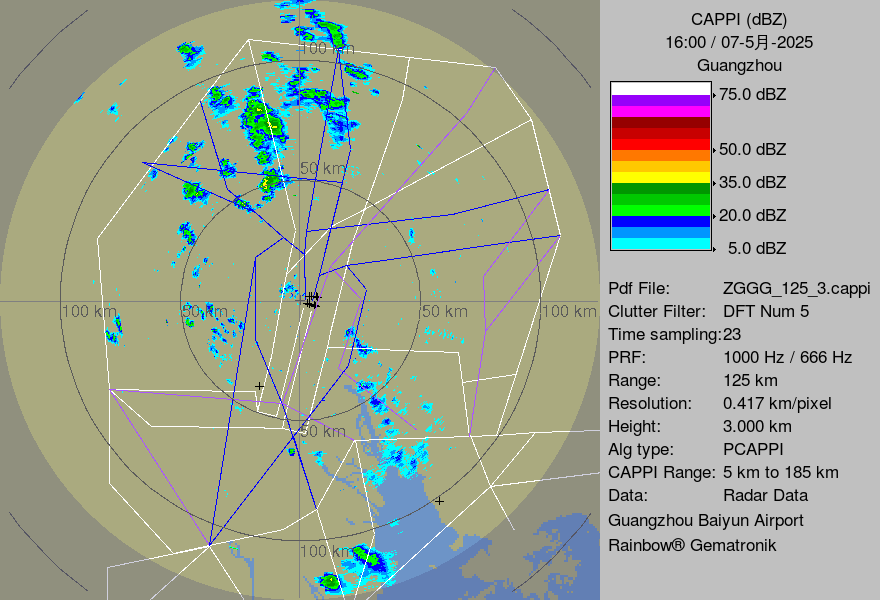 CAPPI (dBZ)
16:00 / 07-5月-2025
Guangzhou
75.0 dBZ
50.0 dBZ
35.0 dBZ
20.0 dBZ
5.0 dBZ
Pdf File: ZGGG_125_3.cappi
Clutter Filter: DFT Num 5
Time sampling:23
PRF: 1000 Hz / 666 Hz
Range: 125 km
Resolution: 0.417 km/pixel
Height: 3.000 km
Alg type: PCAPPI
CAPPI Range: 5 km to 185 km
Data: Radar Data
Guangzhou Baiyun Airport
Rainbow® Gematronik
100 km
50 km
100 km 50 km 50 km 100 km
50 km
100 km